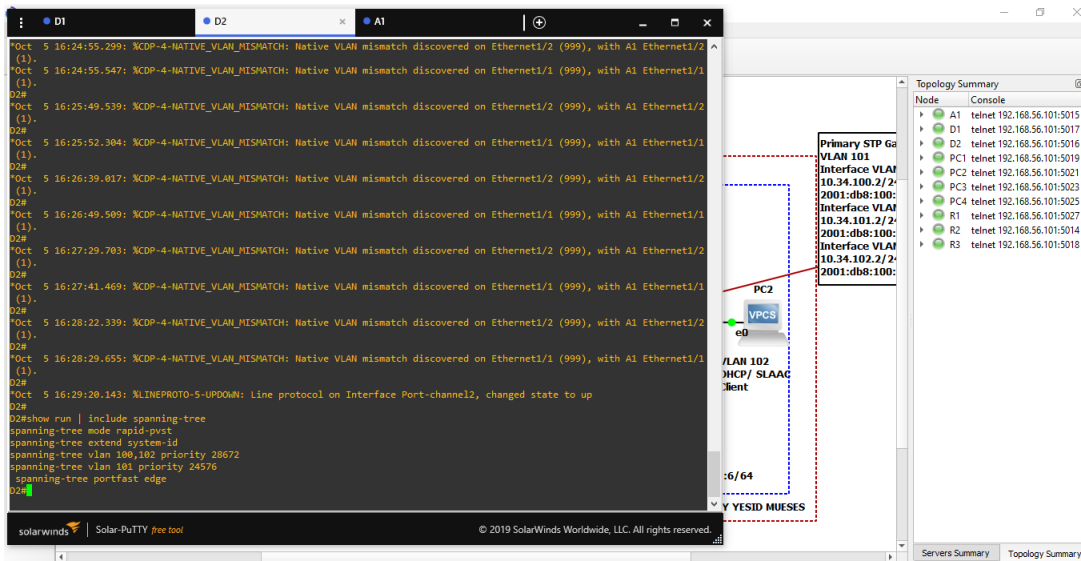 D1
D2
×
A1
*Oct  5 16:24:55.299: %CDP-4-NATIVE_VLAN_MISMATCH: Native VLAN mismatch discovered on Ethernet1/2 (999), with A1 Ethernet1/2
 (1).
*Oct  5 16:24:55.547: %CDP-4-NATIVE_VLAN_MISMATCH: Native VLAN mismatch discovered on Ethernet1/1 (999), with A1 Ethernet1/1
 (1).
D2#
*Oct  5 16:25:49.539: %CDP-4-NATIVE_VLAN_MISMATCH: Native VLAN mismatch discovered on Ethernet1/2 (999), with A1 Ethernet1/2
 (1).
D2#
*Oct  5 16:25:52.304: %CDP-4-NATIVE_VLAN_MISMATCH: Native VLAN mismatch discovered on Ethernet1/1 (999), with A1 Ethernet1/1
 (1).
D2#
*Oct  5 16:26:39.017: %CDP-4-NATIVE_VLAN_MISMATCH: Native VLAN mismatch discovered on Ethernet1/2 (999), with A1 Ethernet1/2
 (1).
D2#
*Oct  5 16:26:49.509: %CDP-4-NATIVE_VLAN_MISMATCH: Native VLAN mismatch discovered on Ethernet1/1 (999), with A1 Ethernet1/1
 (1).
D2#
*Oct  5 16:27:29.703: %CDP-4-NATIVE_VLAN_MISMATCH: Native VLAN mismatch discovered on Ethernet1/2 (999), with A1 Ethernet1/2
 (1).
D2#
*Oct  5 16:27:41.469: %CDP-4-NATIVE_VLAN_MISMATCH: Native VLAN mismatch discovered on Ethernet1/1 (999), with A1 Ethernet1/1
 (1).
D2#
*Oct  5 16:28:22.339: %CDP-4-NATIVE_VLAN_MISMATCH: Native VLAN mismatch discovered on Ethernet1/2 (999), with A1 Ethernet1/2
 (1).
D2#
*Oct  5 16:28:29.655: %CDP-4-NATIVE_VLAN_MISMATCH: Native VLAN mismatch discovered on Ethernet1/1 (999), with A1 Ethernet1/1
 (1).
D2#
*Oct  5 16:29:20.143: %LINEPROTO-5-UPDOWN: Line protocol on Interface Port-channel2, changed state to up
D2#
D2#show run | include spanning-tree
spanning-tree mode rapid-pvst
spanning-tree extend system-id
spanning-tree vlan 100,102 priority 28672
spanning-tree vlan 101 priority 24576
 spanning-tree portfast edge
D2#
solarwinds
Solar-PuTTY free tool
© 2019 SolarWinds Worldwide, LLC. All rights reserved.
Primary STP Ga
VLAN 101
Interface VLAN
10.34.100.2/24
2001:db8:100:
Interface VLAN
10.34.101.2/24
2001:db8:100:
Interface VLAN
10.34.102.2/24
2001:db8:100:
PC2
VPCS
e0
VLAN 102
DHCP/ SLAAC
Client
:6/64
Y YESID MUESES
Topology Summary
Node Console
A1 telnet 192.168.56.101:5015
D1 telnet 192.168.56.101:5017
D2 telnet 192.168.56.101:5016
PC1 telnet 192.168.56.101:5019
PC2 telnet 192.168.56.101:5021
PC3 telnet 192.168.56.101:5023
PC4 telnet 192.168.56.101:5025
R1 telnet 192.168.56.101:5027
R2 telnet 192.168.56.101:5014
R3 telnet 192.168.56.101:5018
Servers Summary
Topology Summary